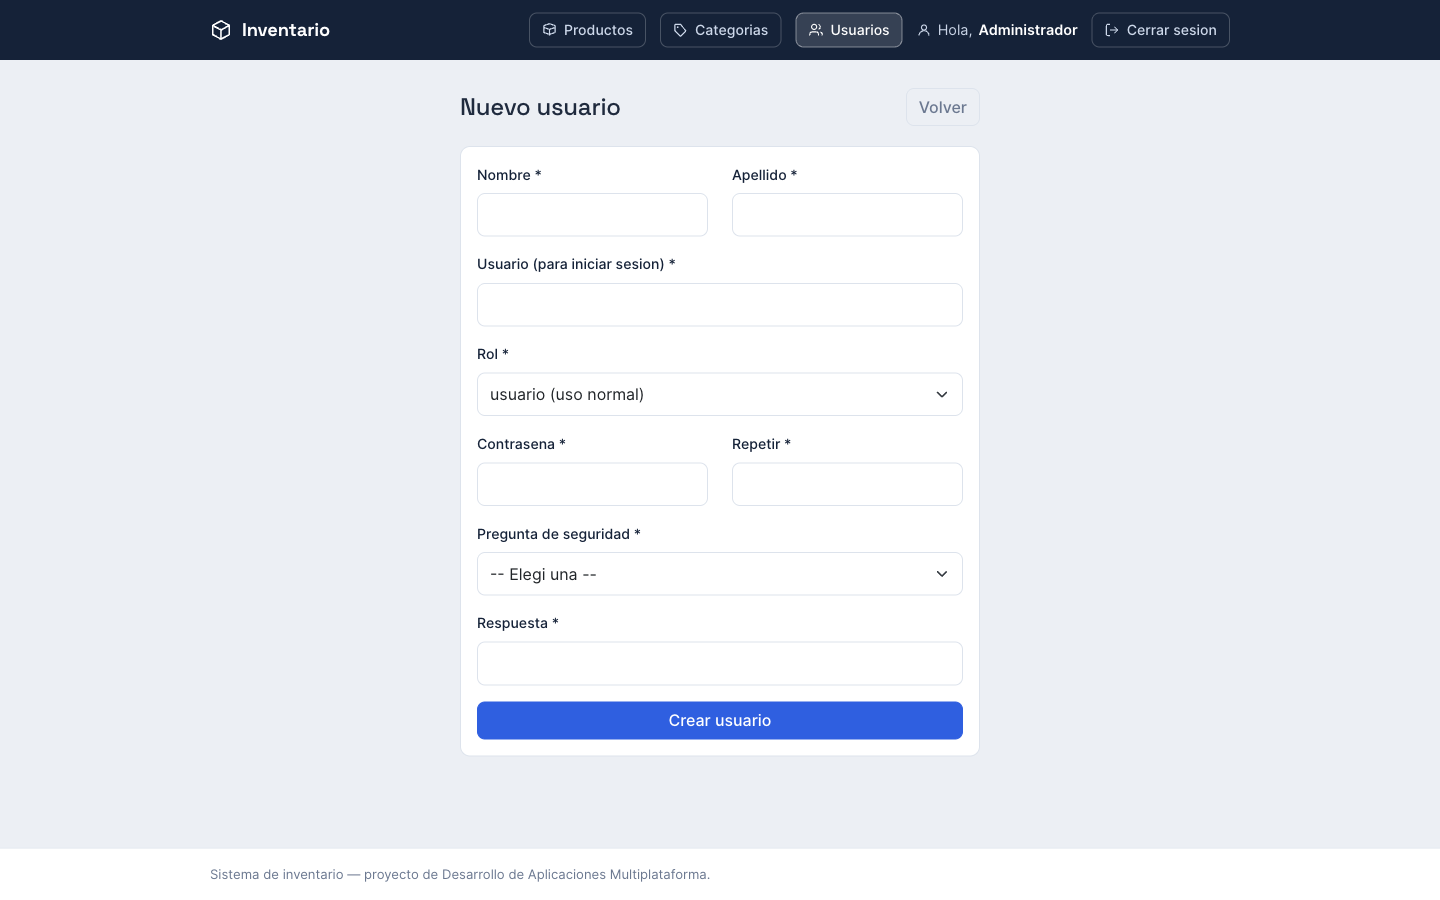 Inventario
Productos
Categorias
Usuarios
Hola, Administrador
Cerrar sesion
Nuevo usuario
Volver
Nombre *
Apellido *
Usuario (para iniciar sesion) *
Rol *
usuario (uso normal)
Contrasena *
Repetir *
Pregunta de seguridad *
-- Elegi una --
Respuesta *
Crear usuario
Sistema de inventario — proyecto de Desarrollo de Aplicaciones Multiplataforma.